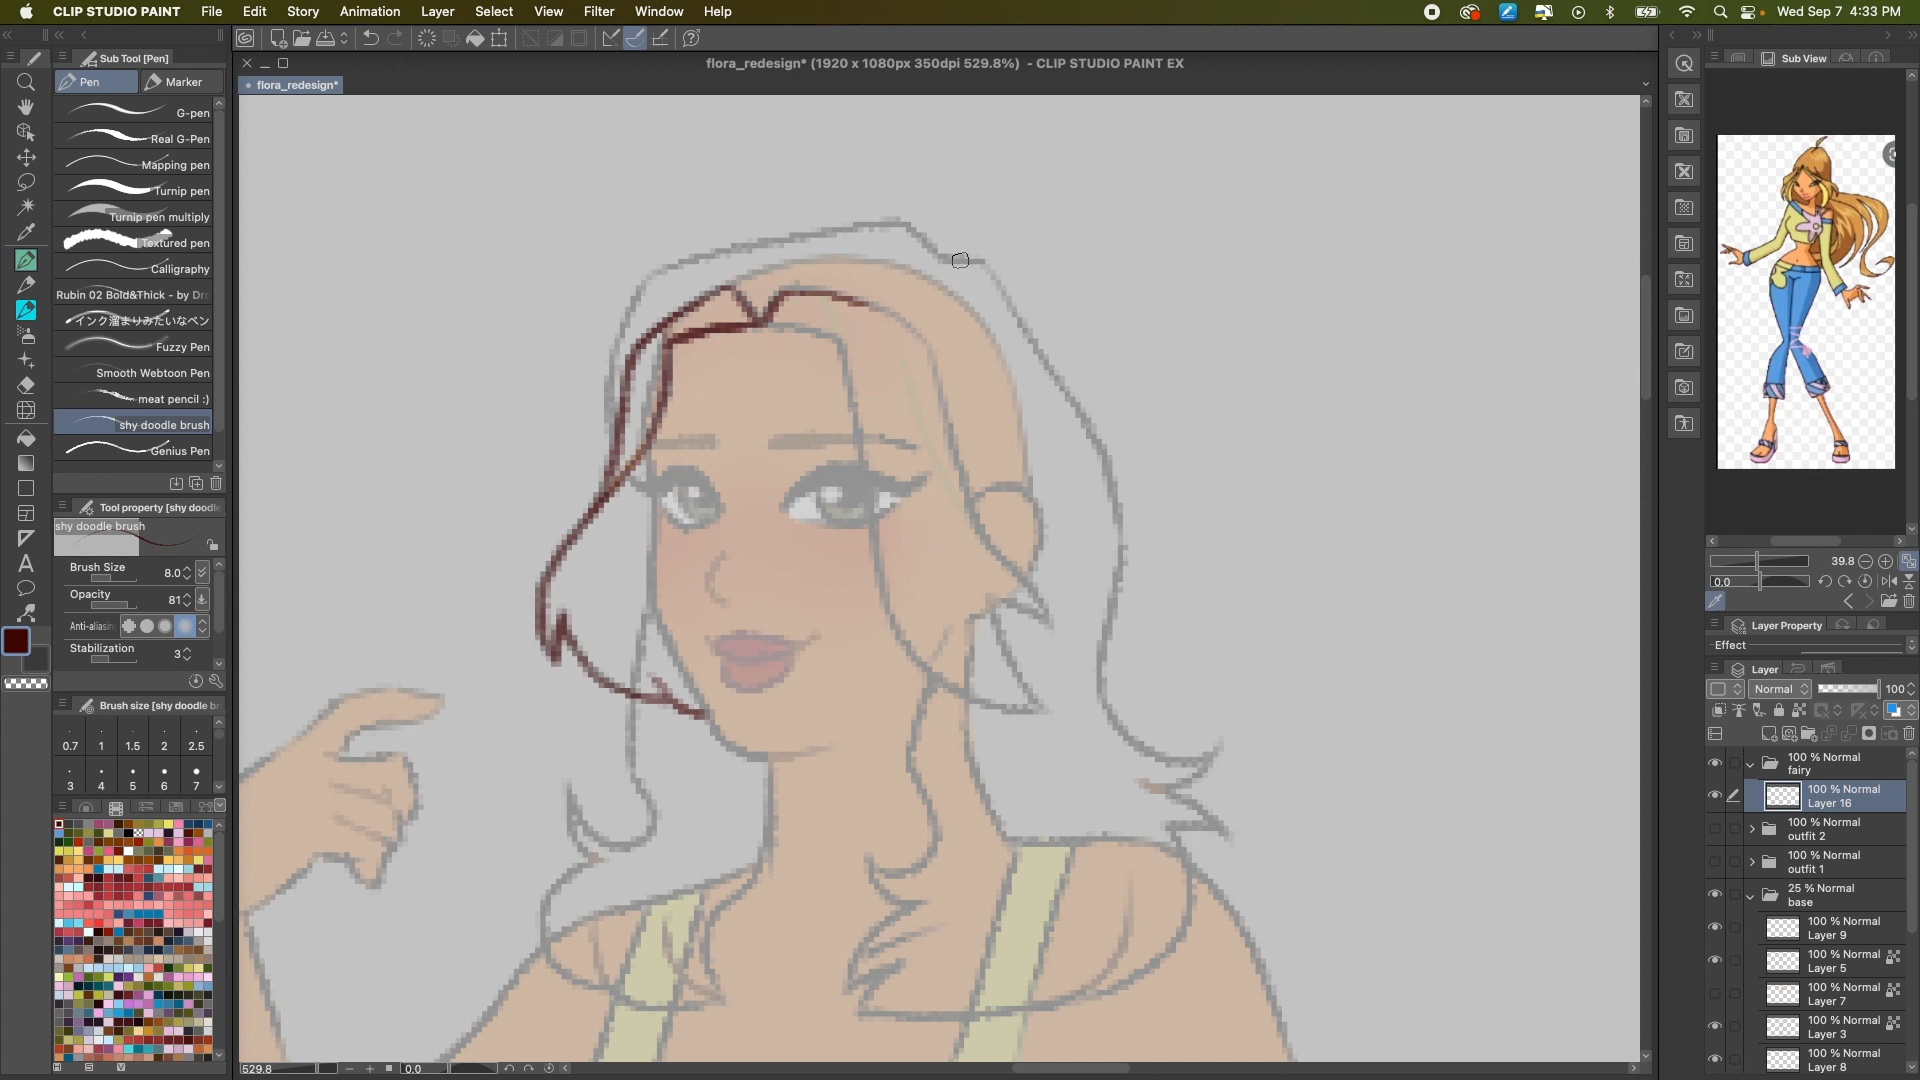 CLIP STUDIO PAINT File Edit Story Animation Layer Select View Filter Window Help
Wed Sep 7 4:33 PM
flora_redesign* (1920 x 1080px 350dpi 529.8%) - CLIP STUDIO PAINT EX
flora_redesign*
Sub Tool [Pen]
Pen
Marker
G-pen
Real G-Pen
Mapping pen
Turnip pen
Turnip pen multiply
Textured pen
Calligraphy
Rubin 02 Bold&Thick - by Dr
インク溜まりみたいなペン
Fuzzy Pen
Smooth Webtoon Pen
meat pencil :)
shy doodle brush
Genius Pen
Tool property [shy doodle
shy doodle brush
Brush Size 8.0
Opacity 81
Anti-aliasin
Stabilization 3
Brush size [shy doodle b
0.7 1 1.5 2 2.5
3 4 5 6 7
529.8
0.0
Sub View
39.8
0.0
Layer Property
Effect
Layer
Normal 100
100 % Normal
fairy
100 % Normal
Layer 16
100 % Normal
outfit 2
100 % Normal
outfit 1
25 % Normal
base
100 % Normal
Layer 9
100 % Normal
Layer 5
100 % Normal
Layer 7
100 % Normal
Layer 3
100 % Normal
Layer 8